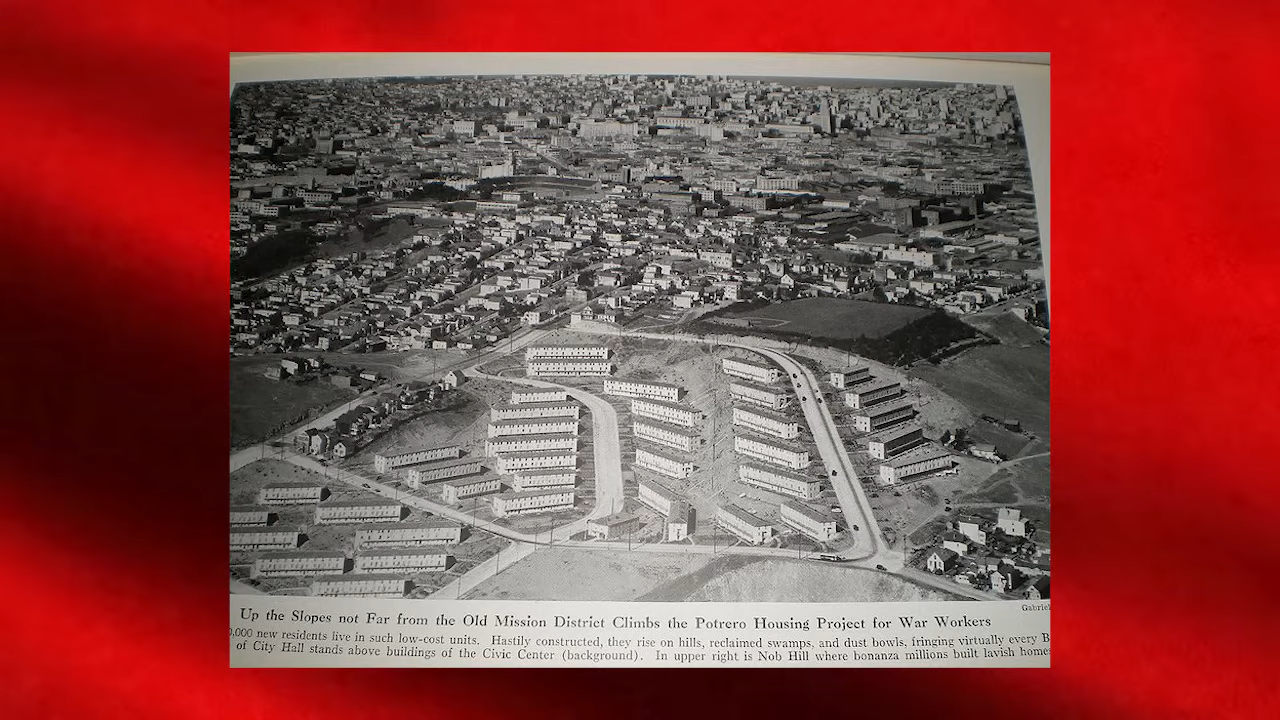 Gabriel
Up the Slopes not Far from the Old Mission District Climbs the Potrero Housing Project for War Workers
0,000 new residents live in such low-cost units. Hastily constructed, they rise on hills, reclaimed swamps, and dust bowls, fringing virtually every B
of City Hall stands above buildings of the Civic Center (background). In upper right is Nob Hill where bonanza millions built lavish home